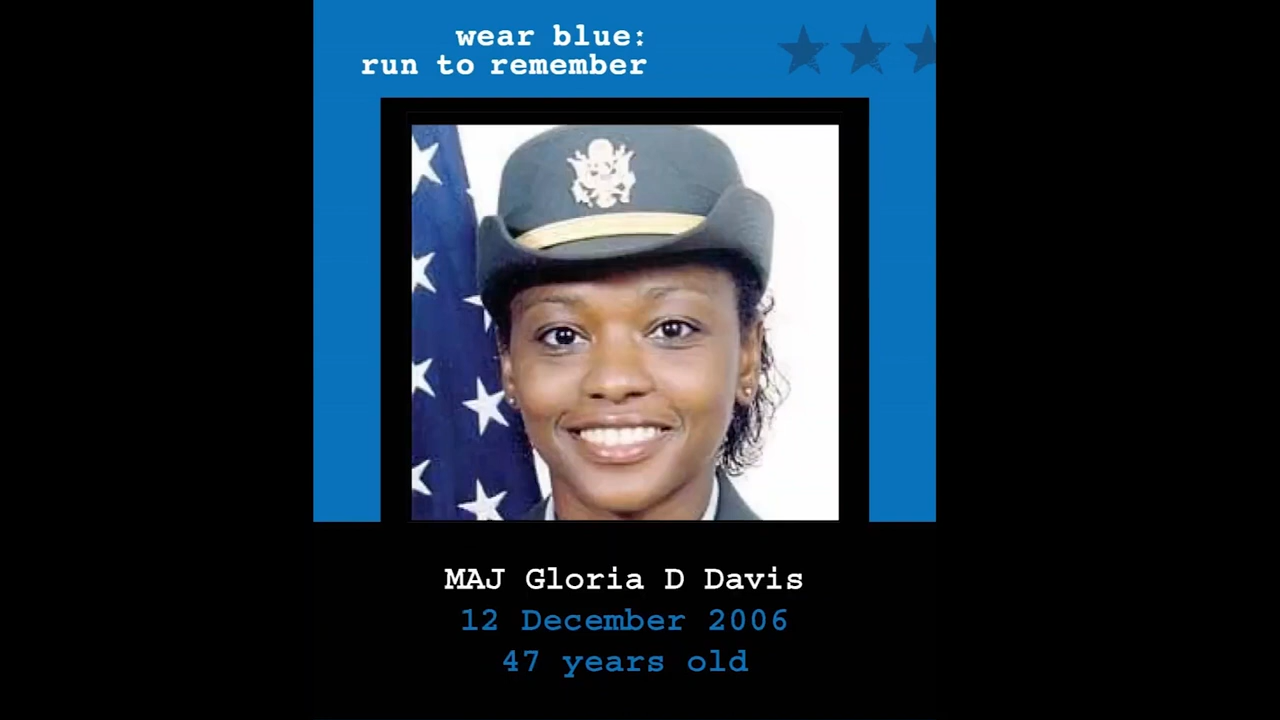 wear blue:
run to remember
MAJ Gloria D Davis
12 December 2006
47 years old